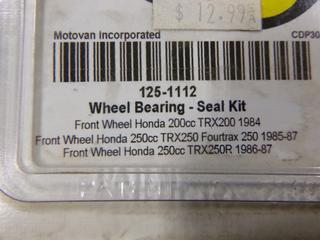 $ 12.99
Motovan Incorporated CDP30
125-1112
Wheel Bearing - Seal Kit
Front Wheel Honda 200cc TRX200 1984
Front Wheel Honda 250cc TRX250 Fourtrax 250 1985-87
Front Wheel Honda 250cc TRX250R 1986-87